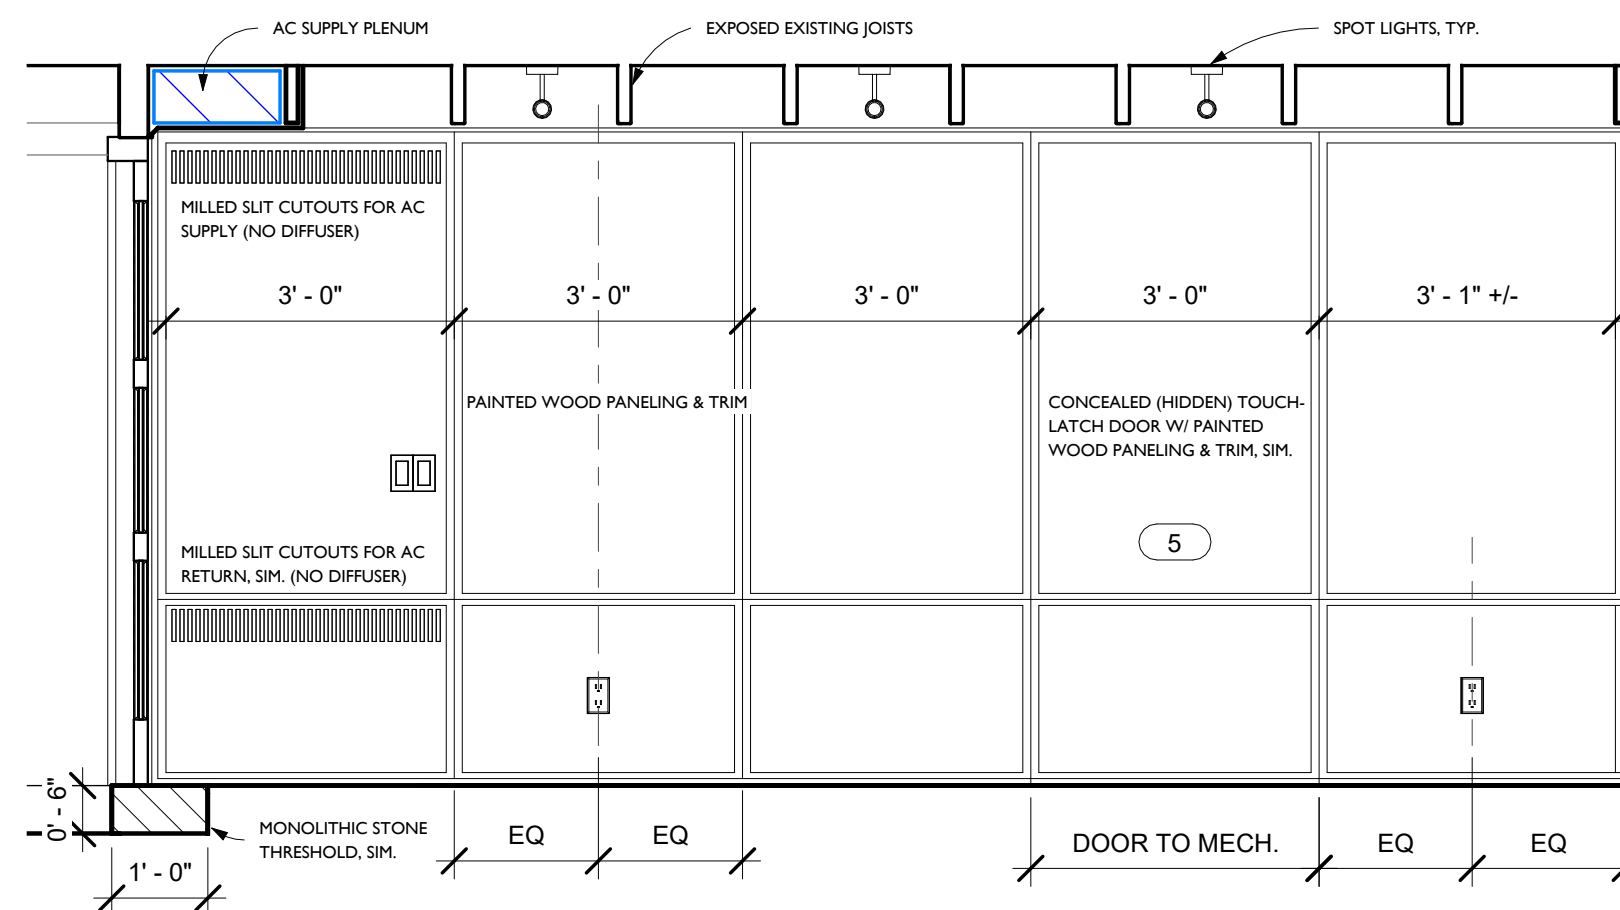 AC SUPPLY PLENUM
EXPOSED EXISTING JOISTS
SPOT LIGHTS, TYP.
MILLED SLIT CUTOUTS FOR AC
SUPPLY (NO DIFFUSER)
3' - 0"
3' - 0"
3' - 0"
3' - 0"
3' - 1" +/-
PAINTED WOOD PANELING & TRIM
CONCEALED (HIDDEN) TOUCH-
LATCH DOOR W/ PAINTED
WOOD PANELING & TRIM, SIM.
5
MILLED SLIT CUTOUTS FOR AC
RETURN, SIM. (NO DIFFUSER)
0' - 6"
MONOLITHIC STONE
THRESHOLD, SIM.
1' - 0"
EQ
EQ
DOOR TO MECH.
EQ
EQ